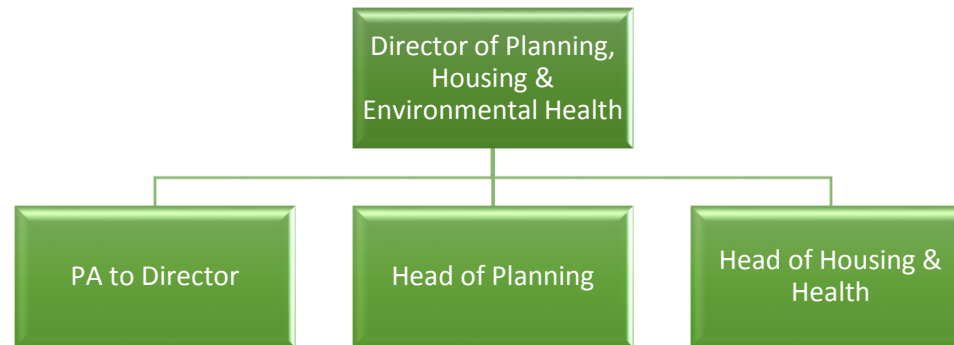 Director of Planning,
Housing &
Environmental Health
PA to Director
Head of Planning
Head of Housing &
Health